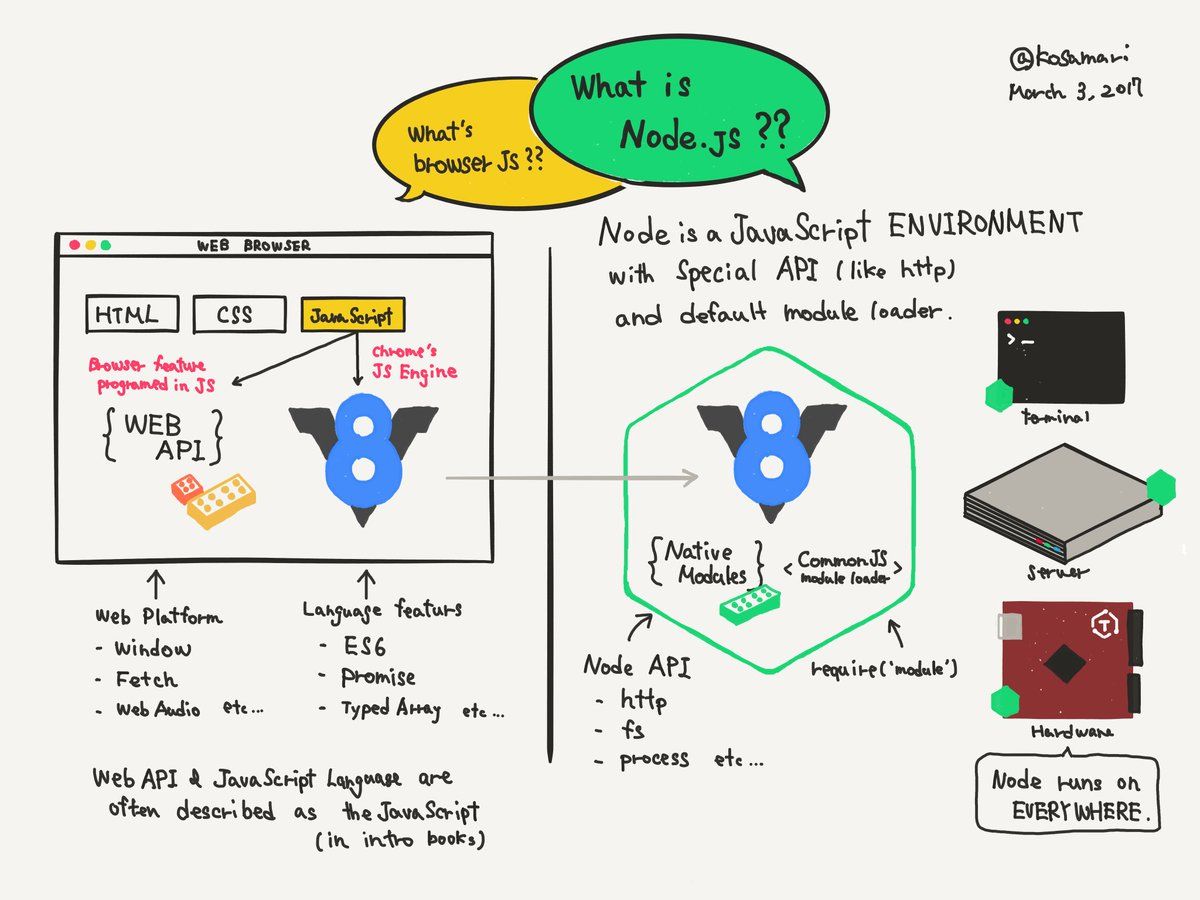 @kosamari
March 3, 2017
What's
browser Js ??
What is
Node.js ??
WEB BROWSER
HTML
CSS
JavaScript
Browser feature
programed in JS
Chrome's
JS Engine
{WEB
API}
8
Web Platform
- Window
- Fetch
- Web Audio etc...
Language featurs
- ES6
- Promise
- Typed Array etc...
Web API & JavaScript Language are
often described as the JavaScript
(in intro books)
Node is a JavaScript ENVIRONMENT
with Special API (like http)
and default module loader.
8
{Native
Modules}
<CommonJS
module loader>
Node API
- http
- fs
- process etc...
require('module')
>_
terminal
Server
T
Hardware
Node runs on
EVERYWHERE.